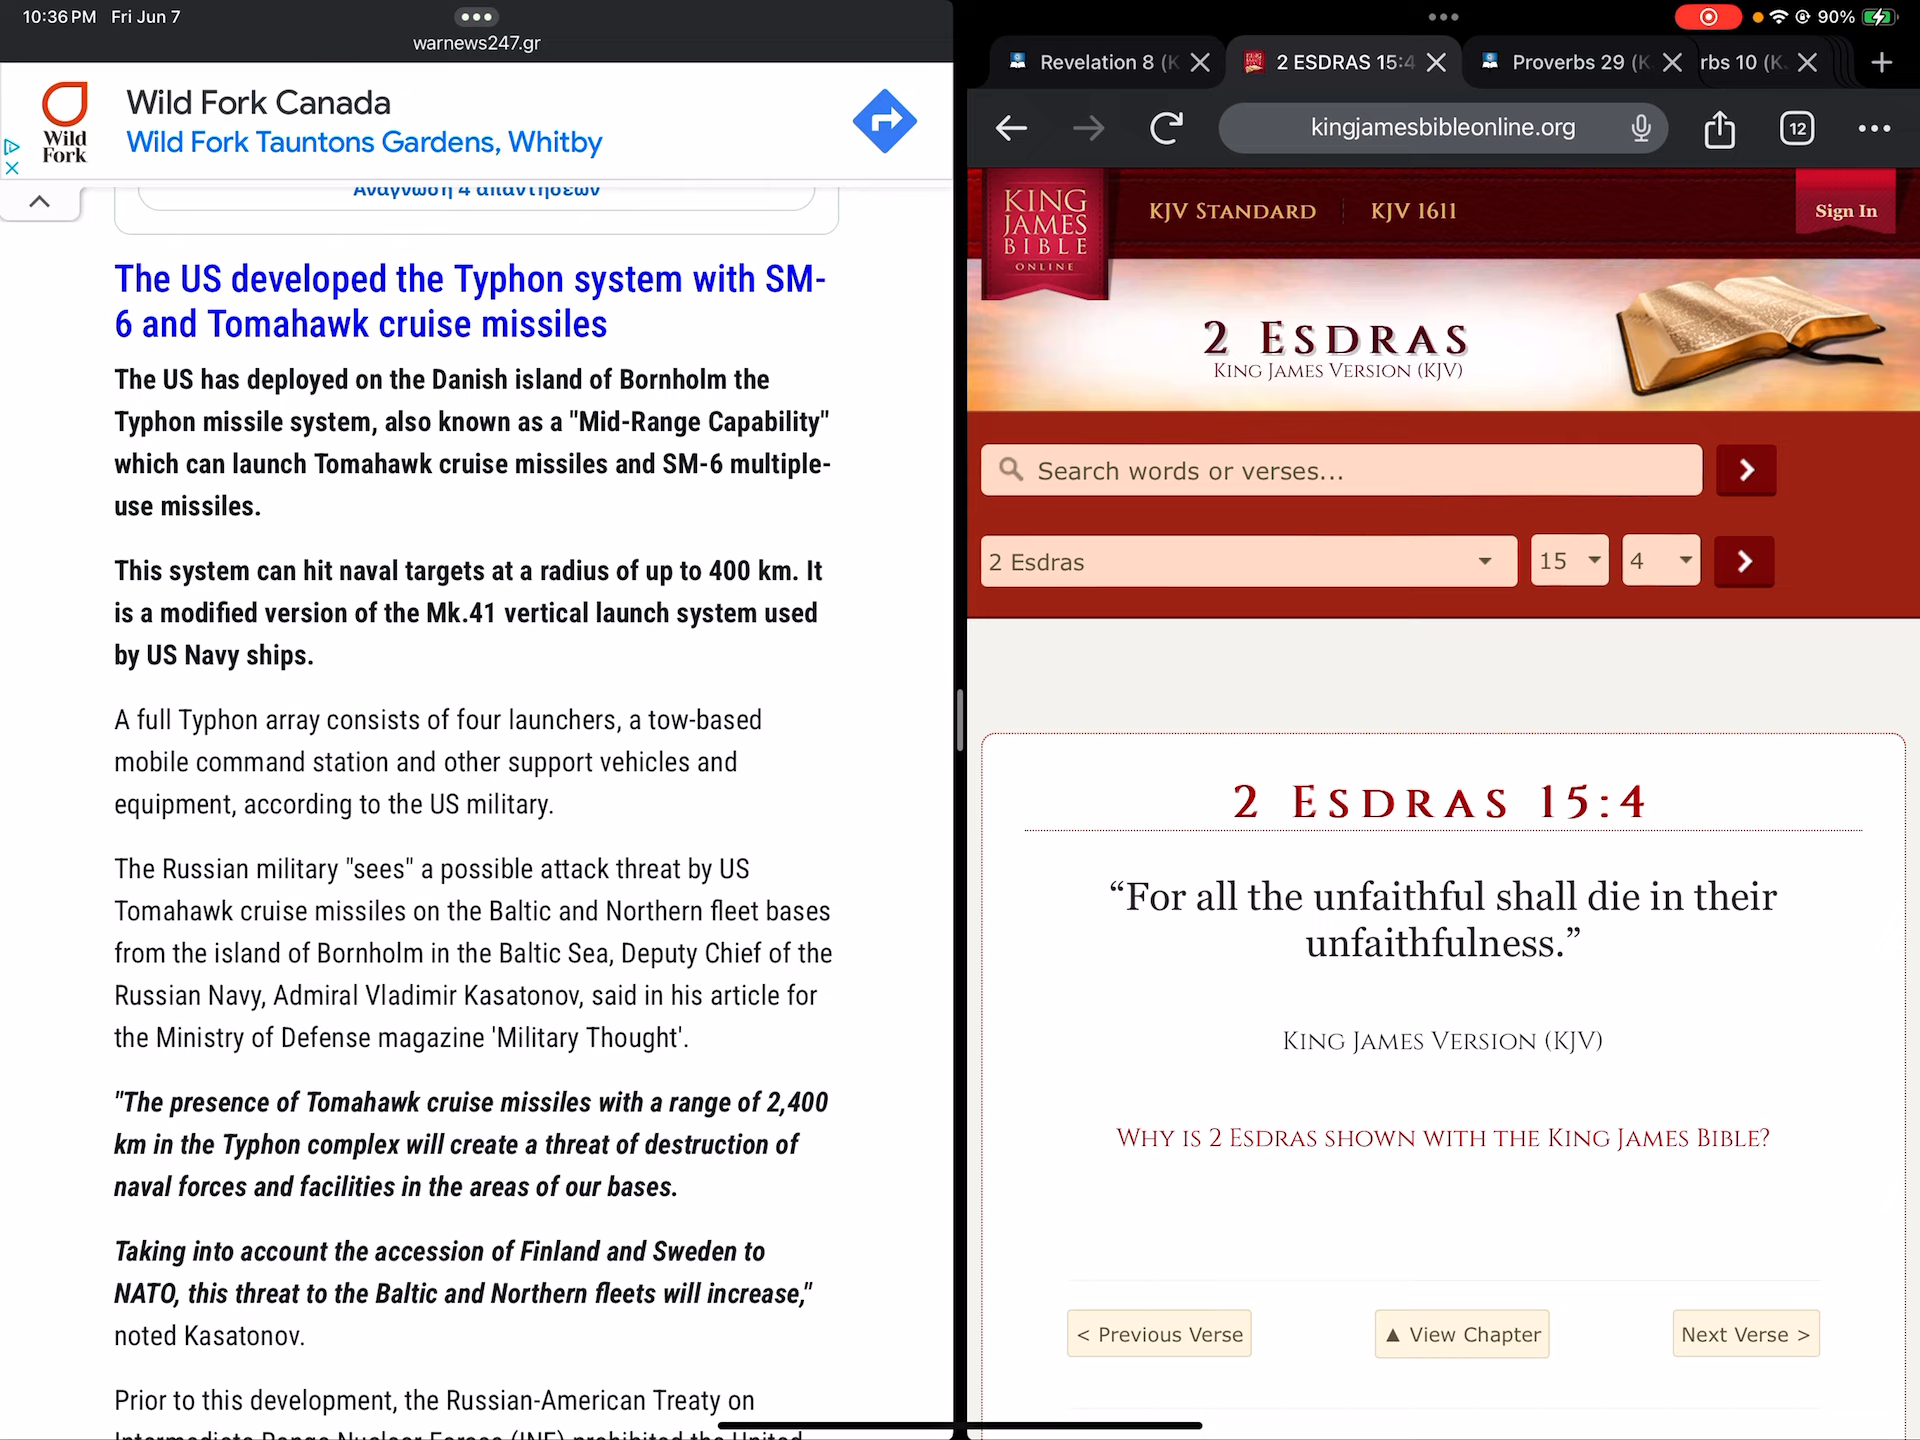 10:36 PM Fri Jun 7
warnews247.gr
Wild Fork
Wild Fork Canada
Wild Fork Tauntons Gardens, Whitby
Ανάγνωση 4 απαντήσεων
The US developed the Typhon system with SM-
6 and Tomahawk cruise missiles
The US has deployed on the Danish island of Bornholm the
Typhon missile system, also known as a "Mid-Range Capability"
which can launch Tomahawk cruise missiles and SM-6 multiple-
use missiles.
This system can hit naval targets at a radius of up to 400 km. It
is a modified version of the Mk.41 vertical launch system used
by US Navy ships.
A full Typhon array consists of four launchers, a tow-based
mobile command station and other support vehicles and
equipment, according to the US military.
The Russian military "sees" a possible attack threat by US
Tomahawk cruise missiles on the Baltic and Northern fleet bases
from the island of Bornholm in the Baltic Sea, Deputy Chief of the
Russian Navy, Admiral Vladimir Kasatonov, said in his article for
the Ministry of Defense magazine 'Military Thought'.
"The presence of Tomahawk cruise missiles with a range of 2,400
km in the Typhon complex will create a threat of destruction of
naval forces and facilities in the areas of our bases.
Taking into account the accession of Finland and Sweden to
NATO, this threat to the Baltic and Northern fleets will increase,"
noted Kasatonov.
Prior to this development, the Russian-American Treaty on
Intermediate-Range Nuclear Forces (INF) prohibited the United
90%
Revelation 8 (K
2 ESDRAS 15:4
Proverbs 29 (K
rbs 10 (K
kingjamesbibleonline.org
12
KING
JAMES
BIBLE
ONLINE
KJV STANDARD
KJV 1611
Sign In
2 ESDRAS
KING JAMES VERSION (KJV)
Search words or verses...
2 Esdras
15
4
2 ESDRAS 15:4
“For all the unfaithful shall die in their
unfaithfulness.”
KING JAMES VERSION (KJV)
WHY IS 2 ESDRAS SHOWN WITH THE KING JAMES BIBLE?
< Previous Verse
▲ View Chapter
Next Verse >